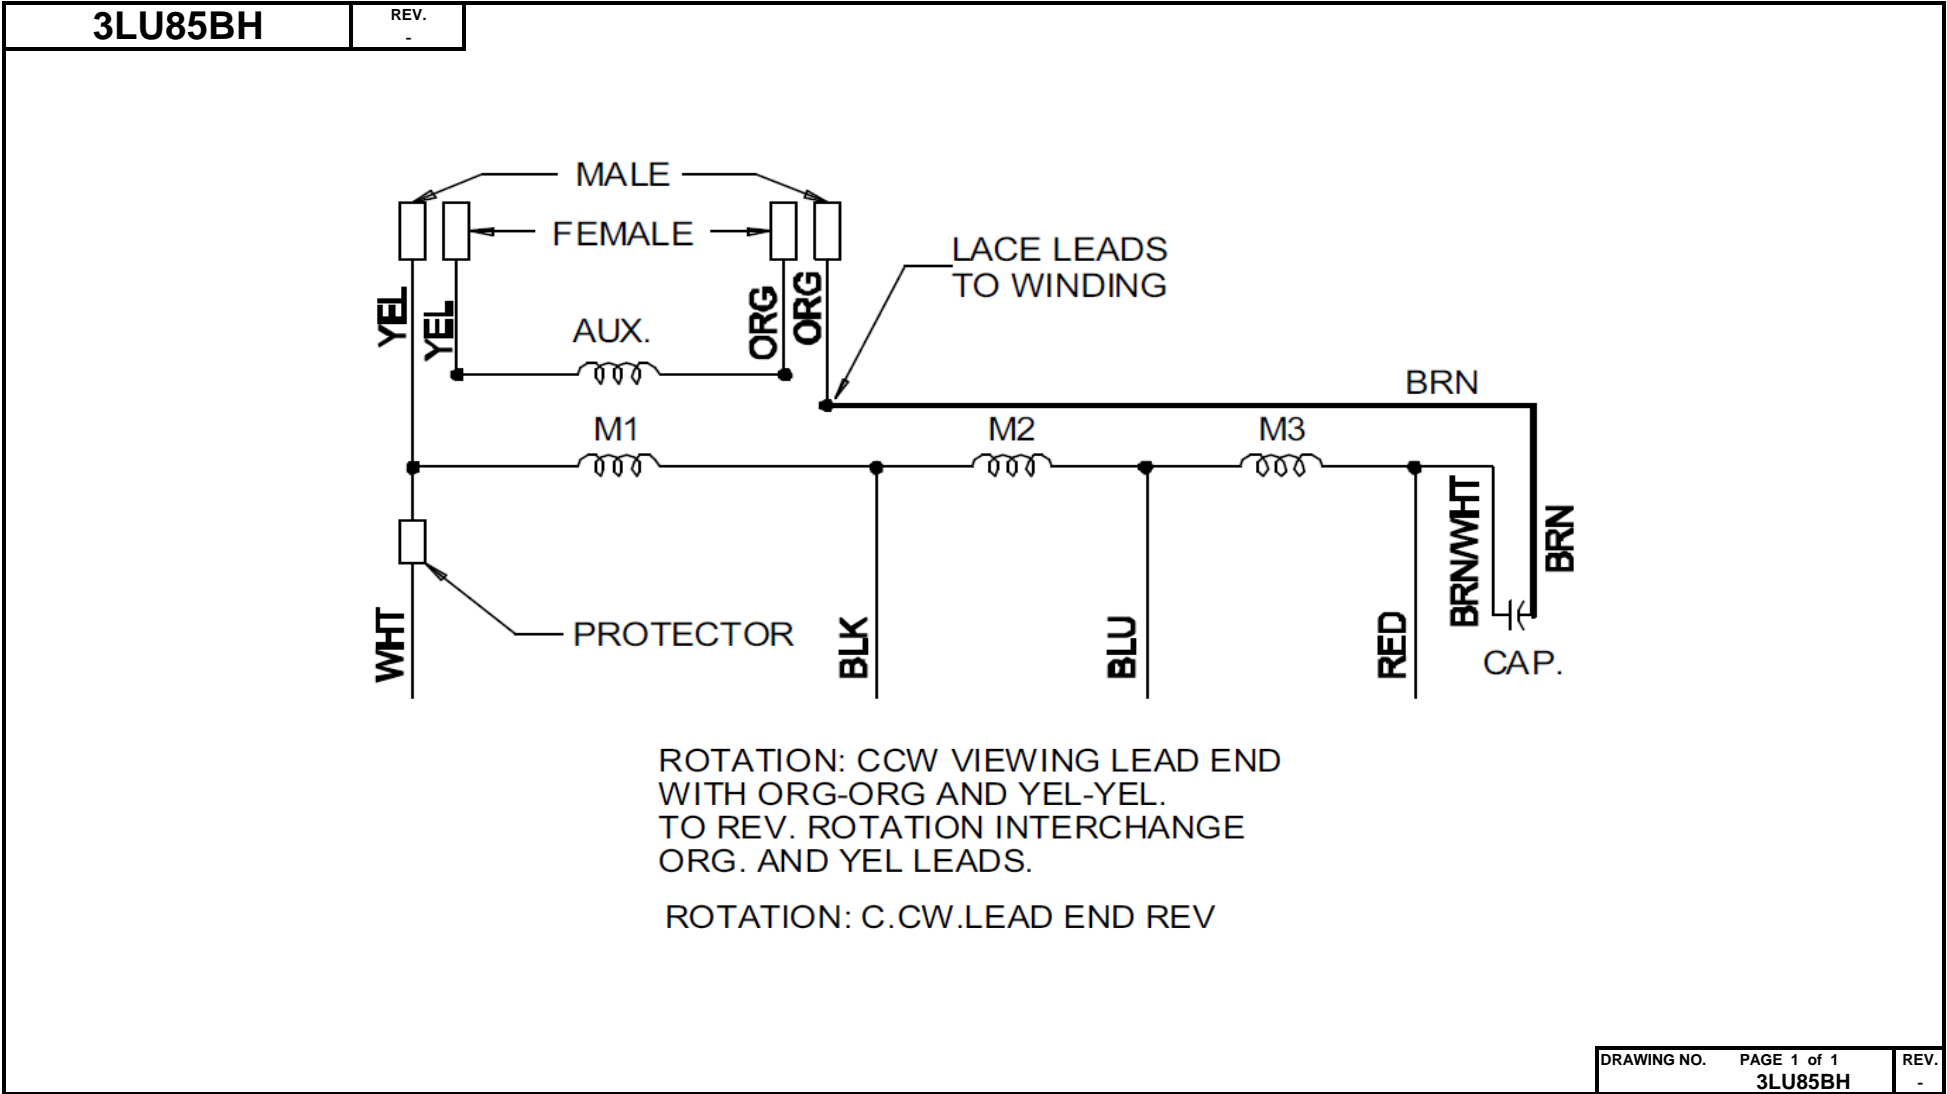 3LU85BH
REV.
-
MALE
FEMALE
LACE LEADS
TO WINDING
YEL
YEL
ORG
ORG
AUX.
BRN
M1
M2
M3
BRN/WHT
BRN
WHT
PROTECTOR
BLK
BLU
RED
CAP.
ROTATION: CCW VIEWING LEAD END
WITH ORG-ORG AND YEL-YEL.
TO REV. ROTATION INTERCHANGE
ORG. AND YEL LEADS.
ROTATION: C.CW.LEAD END REV
DRAWING NO. PAGE 1 of 1
3LU85BH
REV.
-